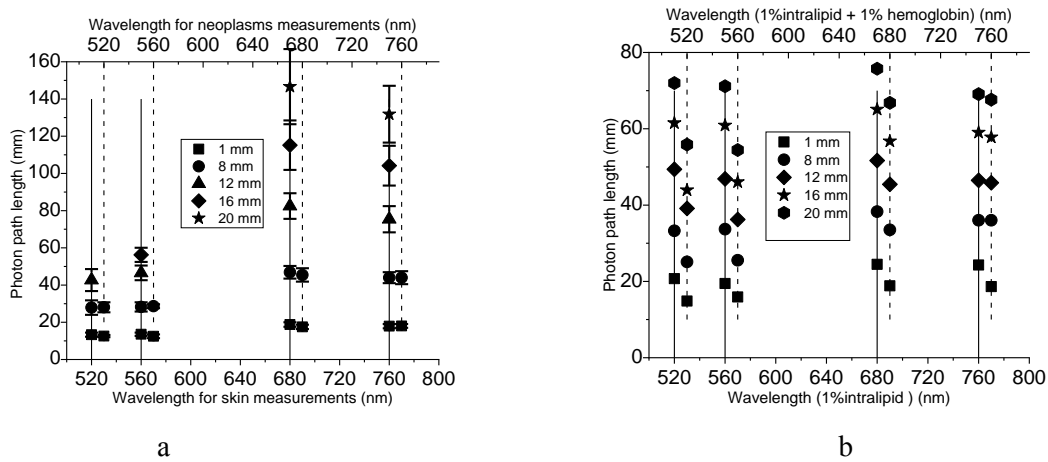 Wavelength for neoplasms measurements (nm)
520 560 600 640 680 720 760
160
140
120
100
80
60
40
20
0
Photon path length (mm)
1 mm
8 mm
12 mm
16 mm
20 mm
520 560 600 640 680 720 760 800
Wavelength for skin measurements (nm)
a
Wavelength (1%intralipid + 1% hemoglobin) (nm)
520 560 600 640 680 720 760
80
60
40
20
0
Photon path length (mm)
1 mm
8 mm
12 mm
16 mm
20 mm
520 560 600 640 680 720 760 800
Wavelength (1%intralipid ) (nm)
b